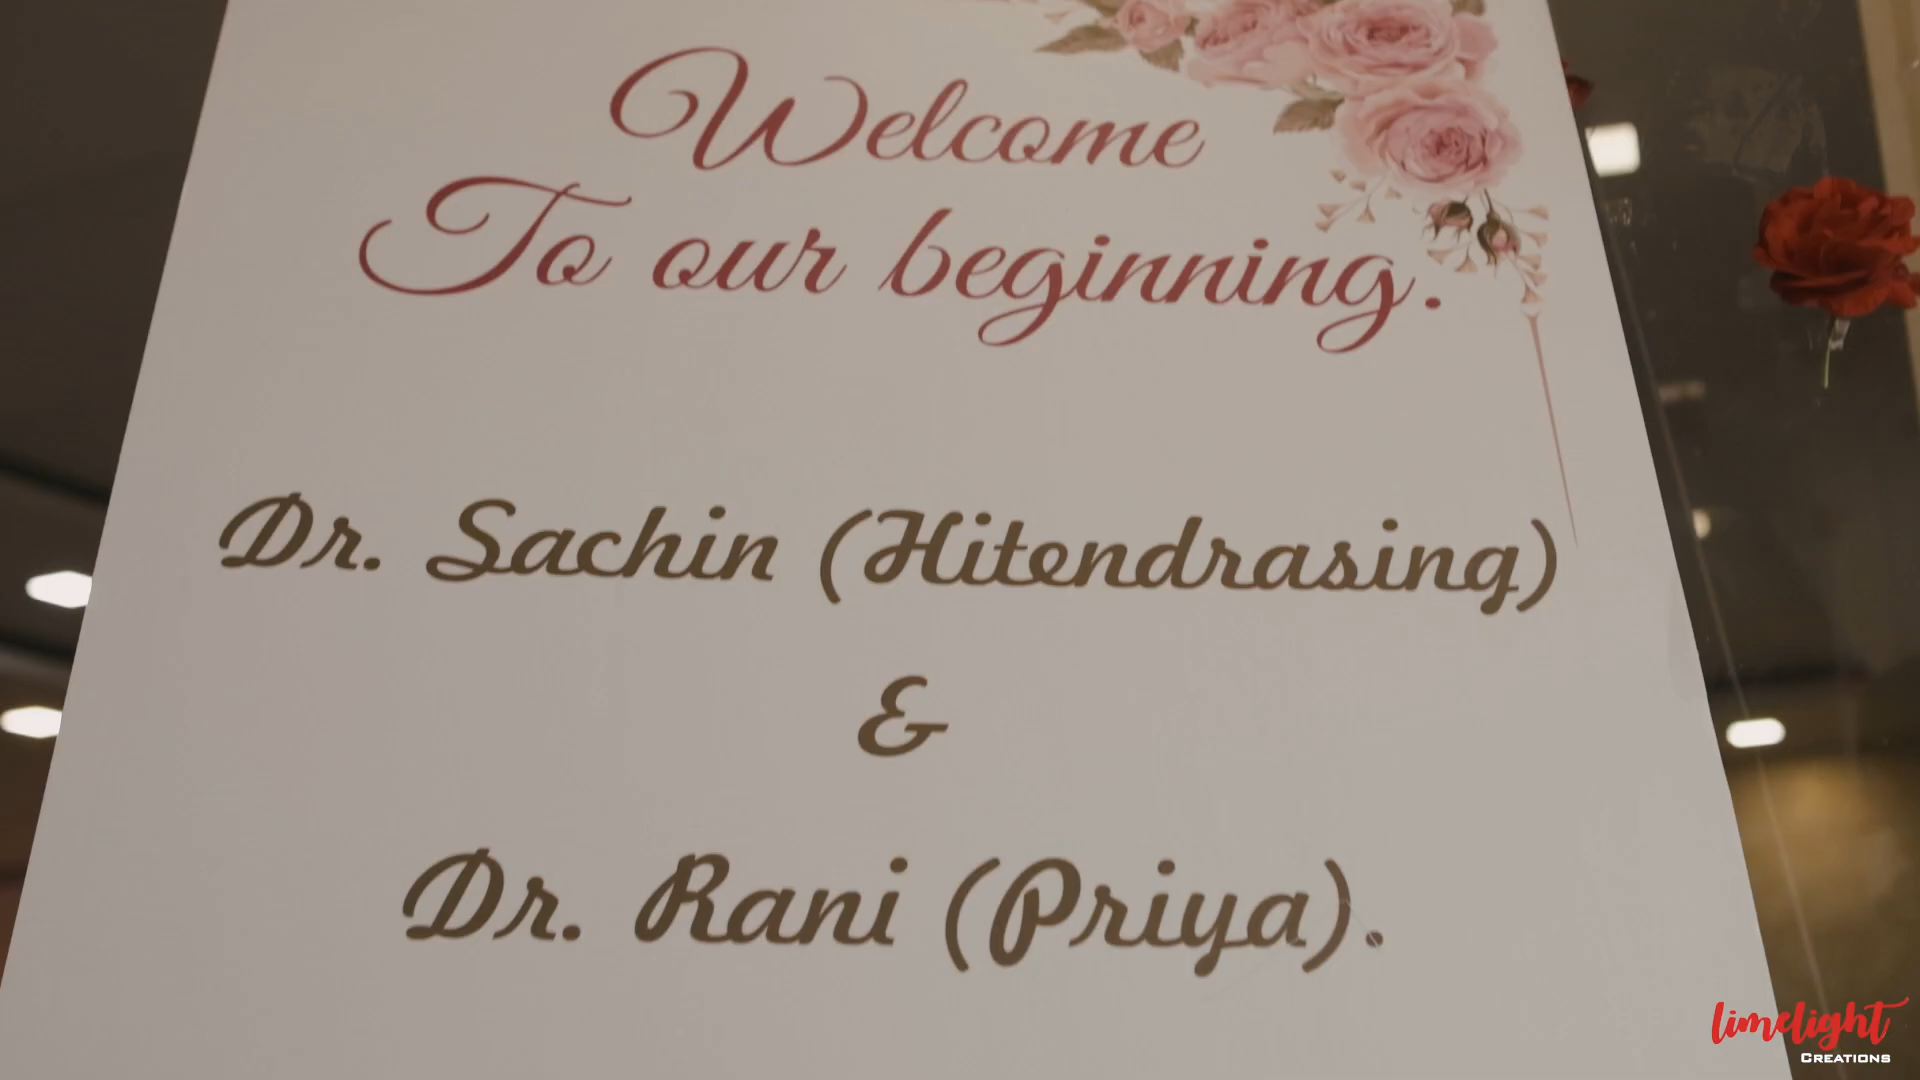 Welcome
To our beginning.
Dr. Sachin (Hitendrasing)
&
Dr. Rani (Priya).
limelight
CREATIONS